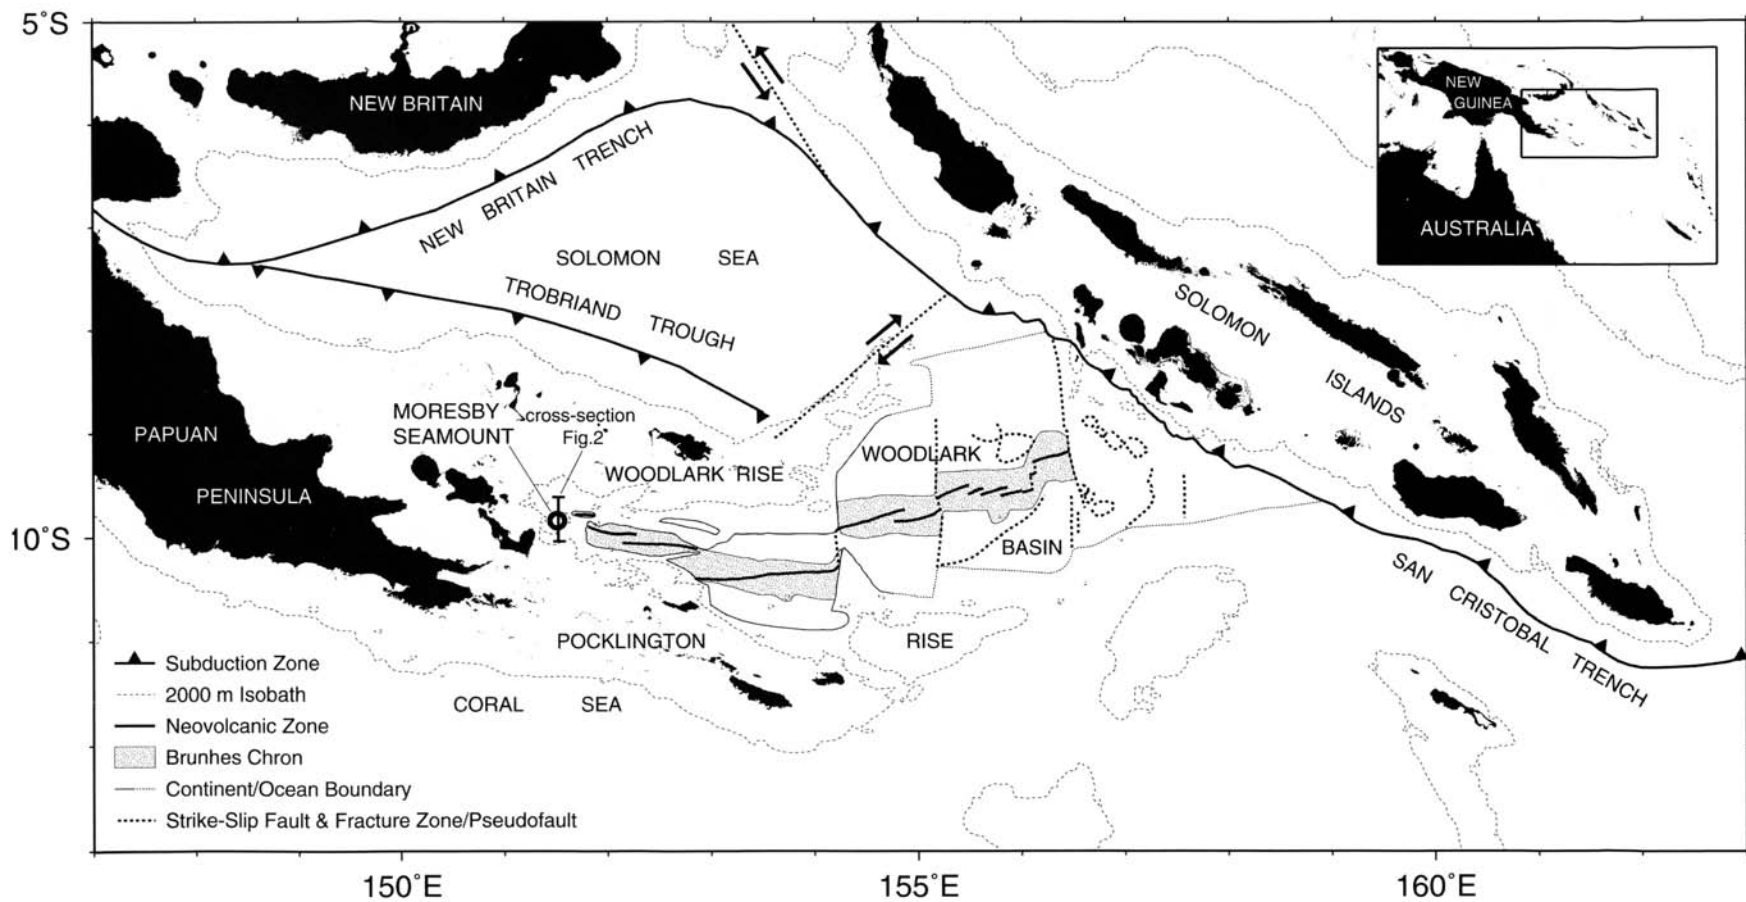 5°S
NEW BRITAIN
NEW
GUINEA
AUSTRALIA
NEW BRITAIN TRENCH
SOLOMON SEA
TROBRIAND TROUGH
SOLOMON
ISLANDS
MORESBY
SEAMOUNT
cross-section
Fig.2
PAPUAN
PENINSULA
WOODLARK RISE
WOODLARK
BASIN
10°S
SAN CRISTOBAL TRENCH
POCKLINGTON RISE
CORAL SEA
Subduction Zone
2000 m Isobath
Neovolcanic Zone
Brunhes Chron
Continent/Ocean Boundary
Strike-Slip Fault & Fracture Zone/Pseudofault
150°E
155°E
160°E